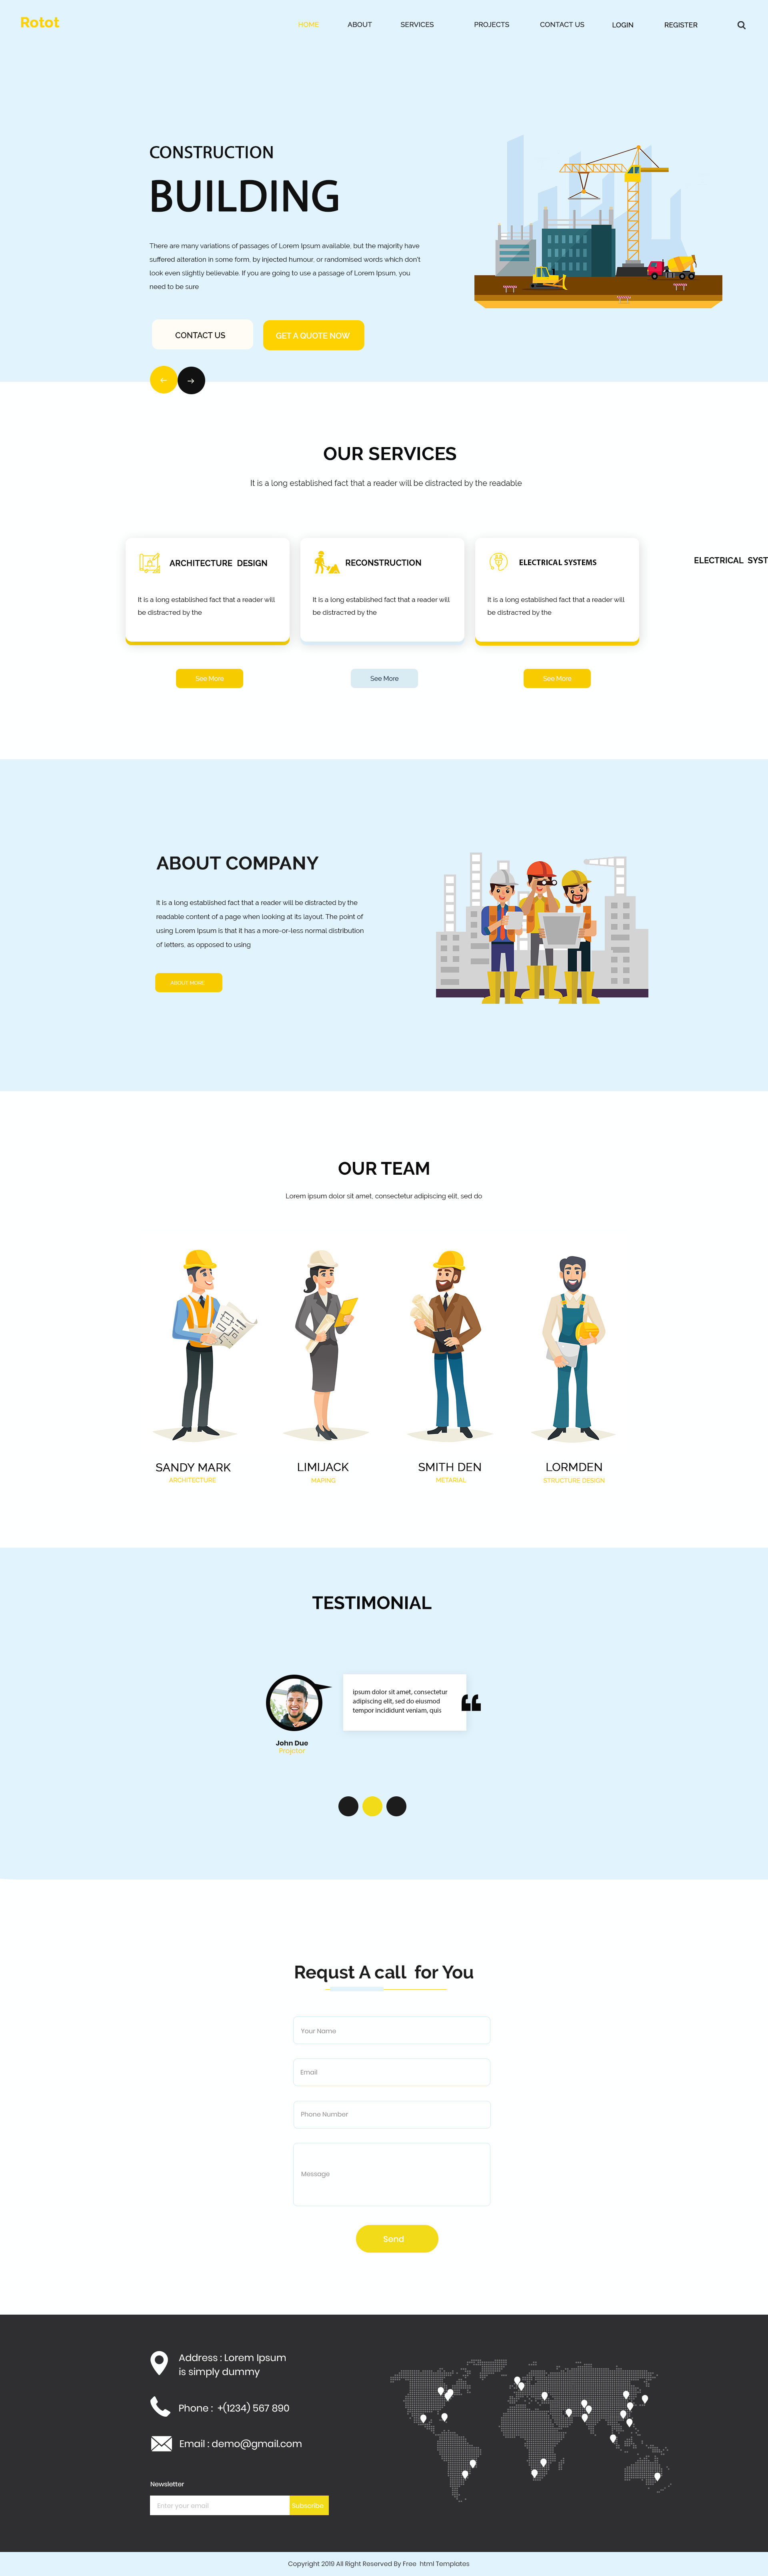 Rotot
HOME ABOUT SERVICES PROJECTS CONTACT US LOGIN REGISTER
CONSTRUCTION
BUILDING
There are many variations of passages of Lorem Ipsum available, but the majority have
suffered alteration in some form, by injected humour, or randomised words which don't
look even slightly believable. If you are going to use a passage of Lorem Ipsum, you
need to be sure
CONTACT US
GET A QUOTE NOW
OUR SERVICES
It is a long established fact that a reader will be distracted by the readable
ARCHITECTURE DESIGN
It is a long established fact that a reader will
be distracted by the
See More
RECONSTRUCTION
It is a long established fact that a reader will
be distracted by the
See More
ELECTRICAL SYSTEMS
It is a long established fact that a reader will
be distracted by the
See More
ELECTRICAL SYST
ABOUT COMPANY
It is a long established fact that a reader will be distracted by the
readable content of a page when looking at its layout. The point of
using Lorem Ipsum is that it has a more-or-less normal distribution
of letters, as opposed to using
ABOUT MORE
OUR TEAM
Lorem ipsum dolor sit amet, consectetur adipiscing elit, sed do
SANDY MARK
ARCHITECTURE
LIMIJACK
MAPING
SMITH DEN
METARIAL
LORMDEN
STRUCTURE DESIGN
TESTIMONIAL
ipsum dolor sit amet, consectetur
adipiscing elit, sed do eiusmod
tempor incididunt veniam, quis
John Due
Projotor
Requst A call for You
Your Name
Email
Phone Number
Message
Send
Address : Lorem Ipsum
is simply dummy
Phone : +(1234) 567 890
Email : demo@gmail.com
Newsletter
Enter your email
Subscribe
Copyright 2019 All Right Reserved By Free html Templates